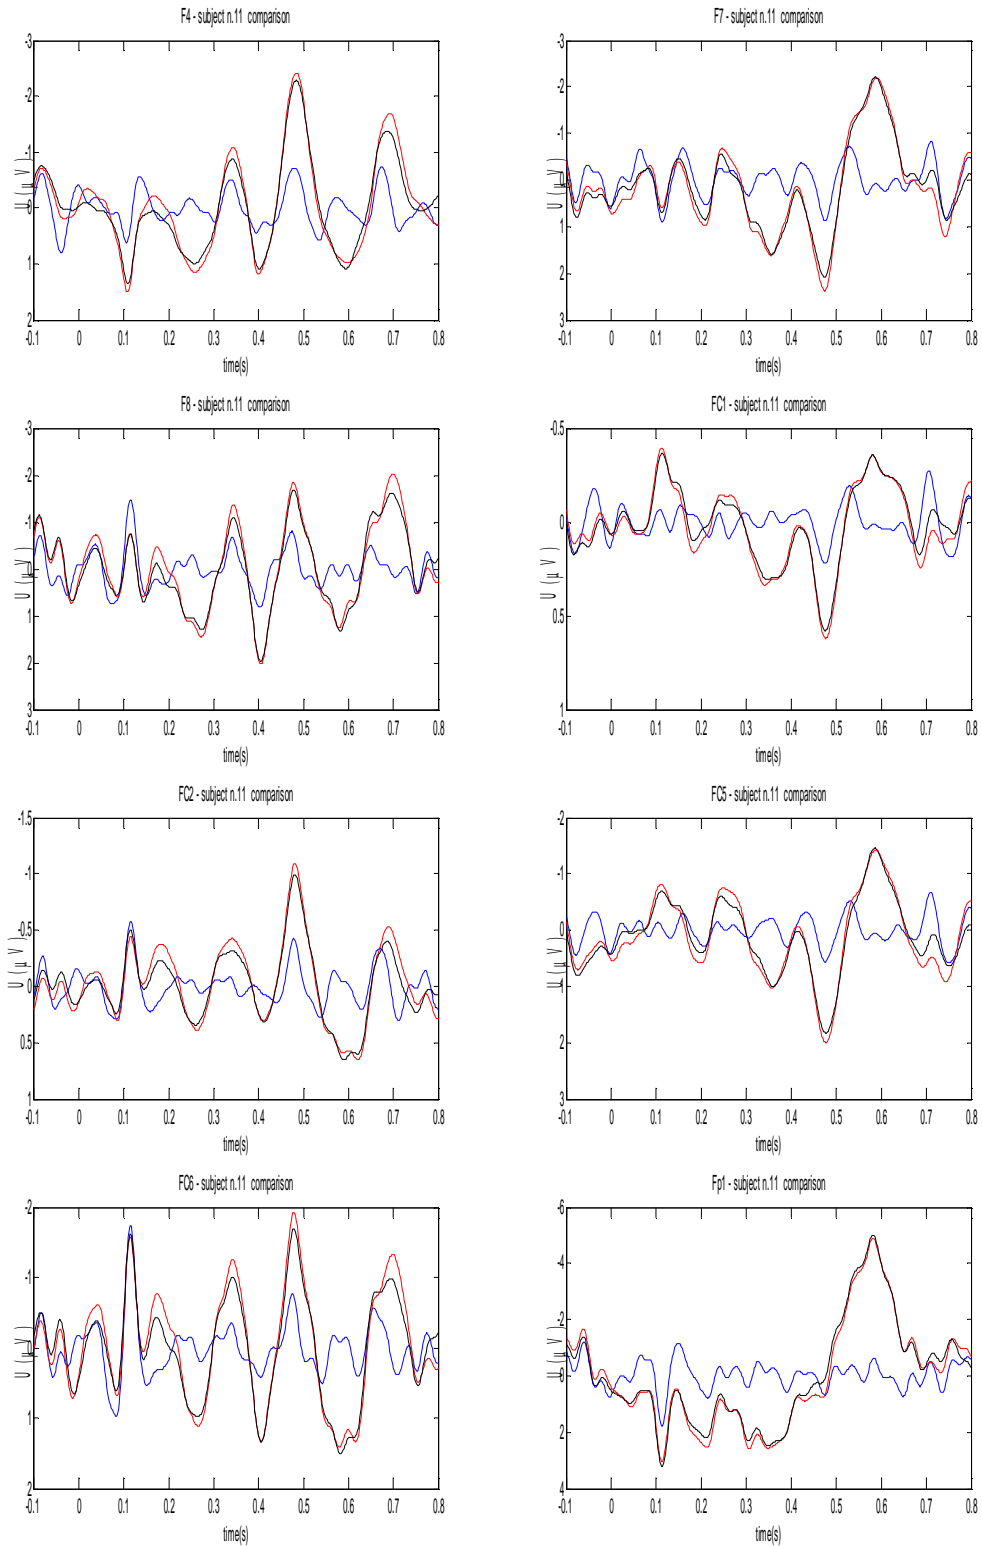 F4 - subject n.11 comparison
-3
-2
-1
0
1
2
U (μ V)
-0.1 0 0.1 0.2 0.3 0.4 0.5 0.6 0.7 0.8
time(s)
F7 - subject n.11 comparison
-3
-2
-1
0
1
2
3
U (μ V)
-0.1 0 0.1 0.2 0.3 0.4 0.5 0.6 0.7 0.8
time(s)
F8 - subject n.11 comparison
-3
-2
-1
0
1
2
3
U (μ V)
-0.1 0 0.1 0.2 0.3 0.4 0.5 0.6 0.7 0.8
time(s)
FC1 - subject n.11 comparison
-0.5
0
0.5
1
U (μ V)
-0.1 0 0.1 0.2 0.3 0.4 0.5 0.6 0.7 0.8
time(s)
FC2 - subject n.11 comparison
-1.5
-1
-0.5
0
0.5
1
U (μ V)
-0.1 0 0.1 0.2 0.3 0.4 0.5 0.6 0.7 0.8
time(s)
FC5 - subject n.11 comparison
-2
-1
0
1
2
3
U (μ V)
-0.1 0 0.1 0.2 0.3 0.4 0.5 0.6 0.7 0.8
time(s)
FC6 - subject n.11 comparison
-2
-1
0
1
2
U (μ V)
-0.1 0 0.1 0.2 0.3 0.4 0.5 0.6 0.7 0.8
time(s)
Fp1 - subject n.11 comparison
-6
-4
-2
0
2
4
U (μ V)
-0.1 0 0.1 0.2 0.3 0.4 0.5 0.6 0.7 0.8
time(s)